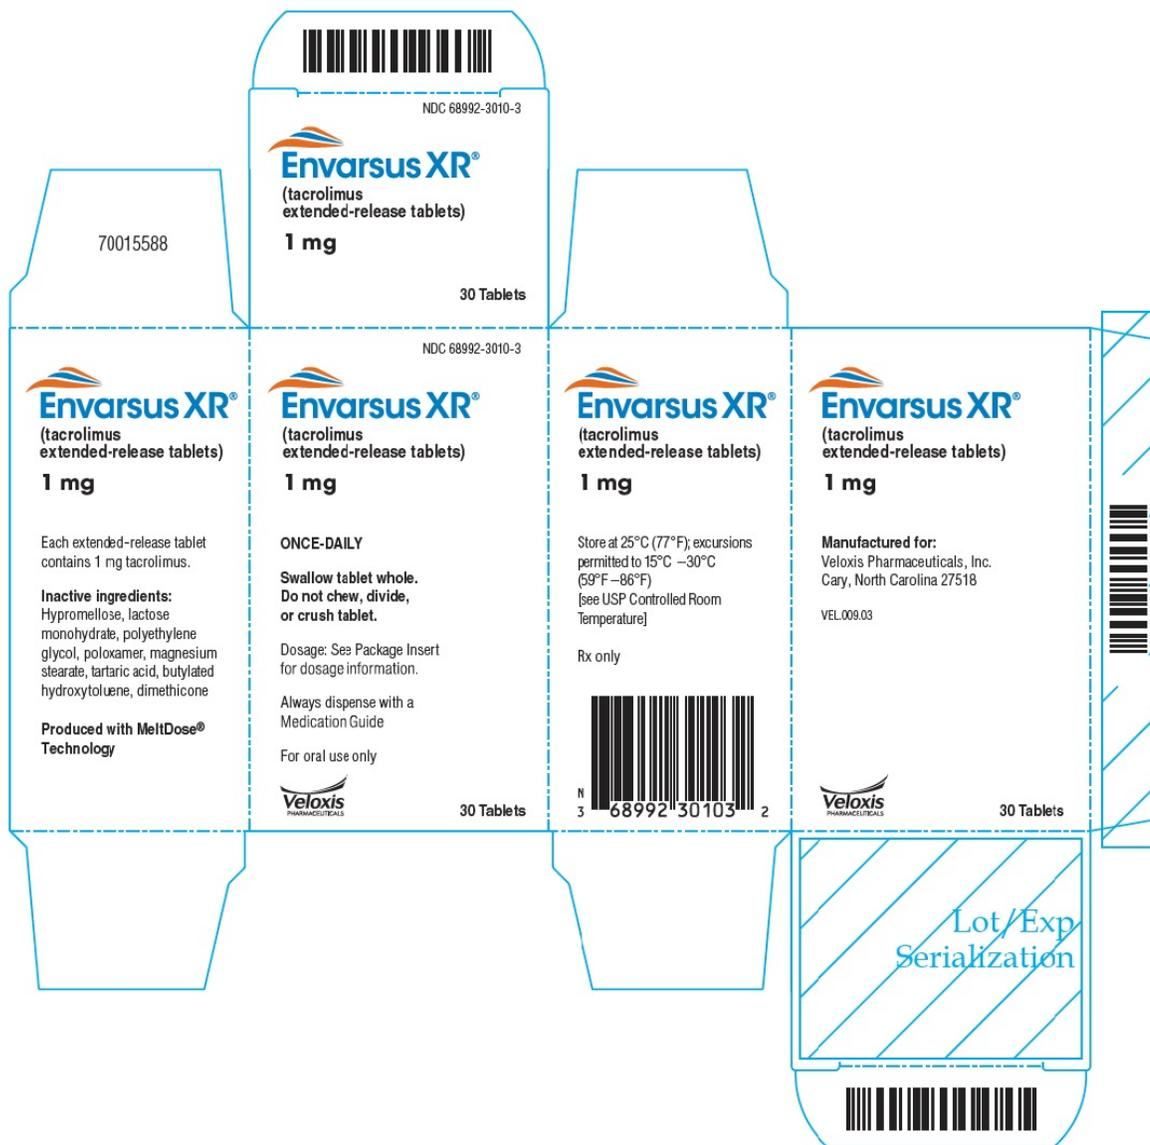 NDC 68992-3010-3
Envarsus XR®
(tacrolimus
extended-release tablets)
1 mg
30 Tablets
70015588
Envarsus XR®
(tacrolimus
extended-release tablets)
1 mg
Each extended-release tablet
contains 1 mg tacrolimus.
Inactive ingredients:
Hypromellose, lactose
monohydrate, polyethylene
glycol, poloxamer, magnesium
stearate, tartaric acid, butylated
hydroxytoluene, dimethicone
Produced with MeltDose®
Technology
NDC 68992-3010-3
Envarsus XR®
(tacrolimus
extended-release tablets)
1 mg
ONCE-DAILY
Swallow tablet whole.
Do not chew, divide,
or crush tablet.
Dosage: See Package Insert
for dosage information.
Always dispense with a
Medication Guide
For oral use only
Veloxis
PHARMACEUTICALS
30 Tablets
Envarsus XR®
(tacrolimus
extended-release tablets)
1 mg
Store at 25°C (77°F); excursions
permitted to 15°C –30°C
(59°F –86°F)
[see USP Controlled Room
Temperature]
Rx only
N
3 68992 30103 2
Envarsus XR®
(tacrolimus
extended-release tablets)
1 mg
Manufactured for:
Veloxis Pharmaceuticals, Inc.
Cary, North Carolina 27518
VEL.009.03
Veloxis
PHARMACEUTICALS
30 Tablets
Lot/Exp
Serialization